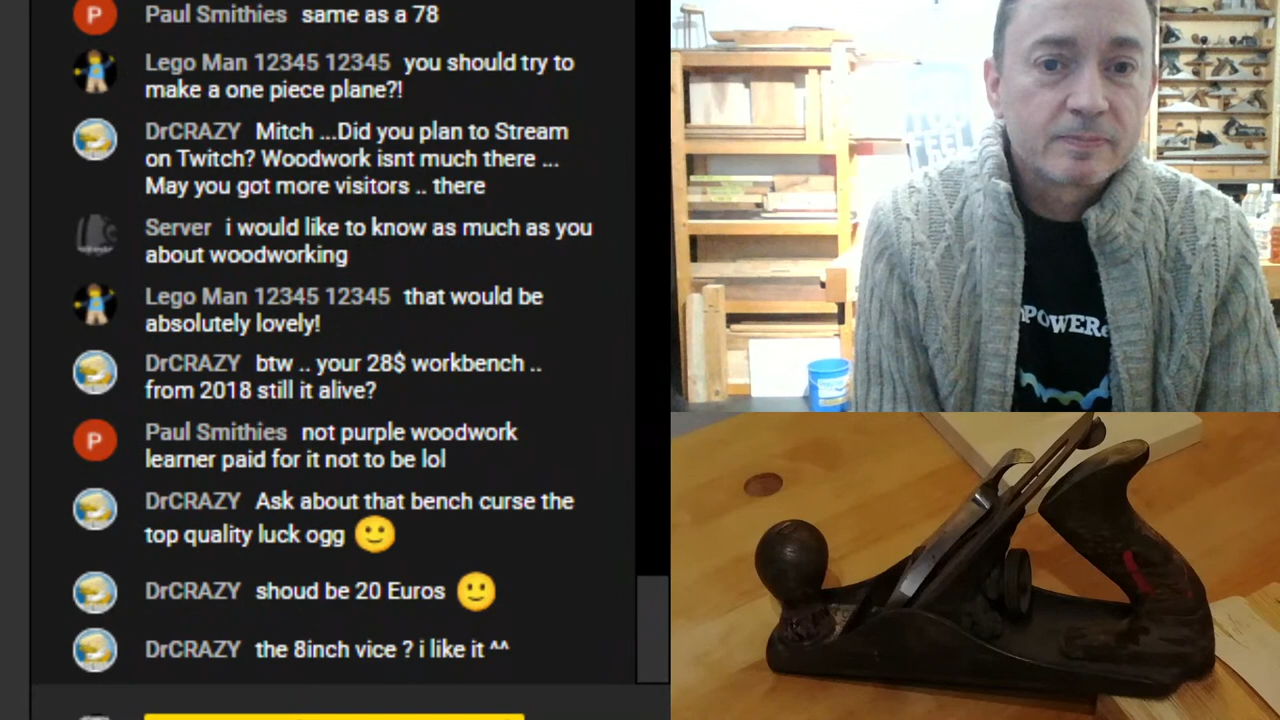 P Paul Smithies same as a 78
Lego Man 12345 12345 you should try to
make a one piece plane?!
DrCRAZY Mitch ...Did you plan to Stream
on Twitch? Woodwork isnt much there ...
May you got more visitors .. there
Server i would like to know as much as you
about woodworking
Lego Man 12345 12345 that would be
absolutely lovely!
DrCRAZY btw .. your 28$ workbench ..
from 2018 still it alive?
P Paul Smithies not purple woodwork
learner paid for it not to be lol
DrCRAZY Ask about that bench curse the
top quality luck ogg 🙂
DrCRAZY shoud be 20 Euros 🙂
DrCRAZY the 8inch vice ? i like it ^^
POWER